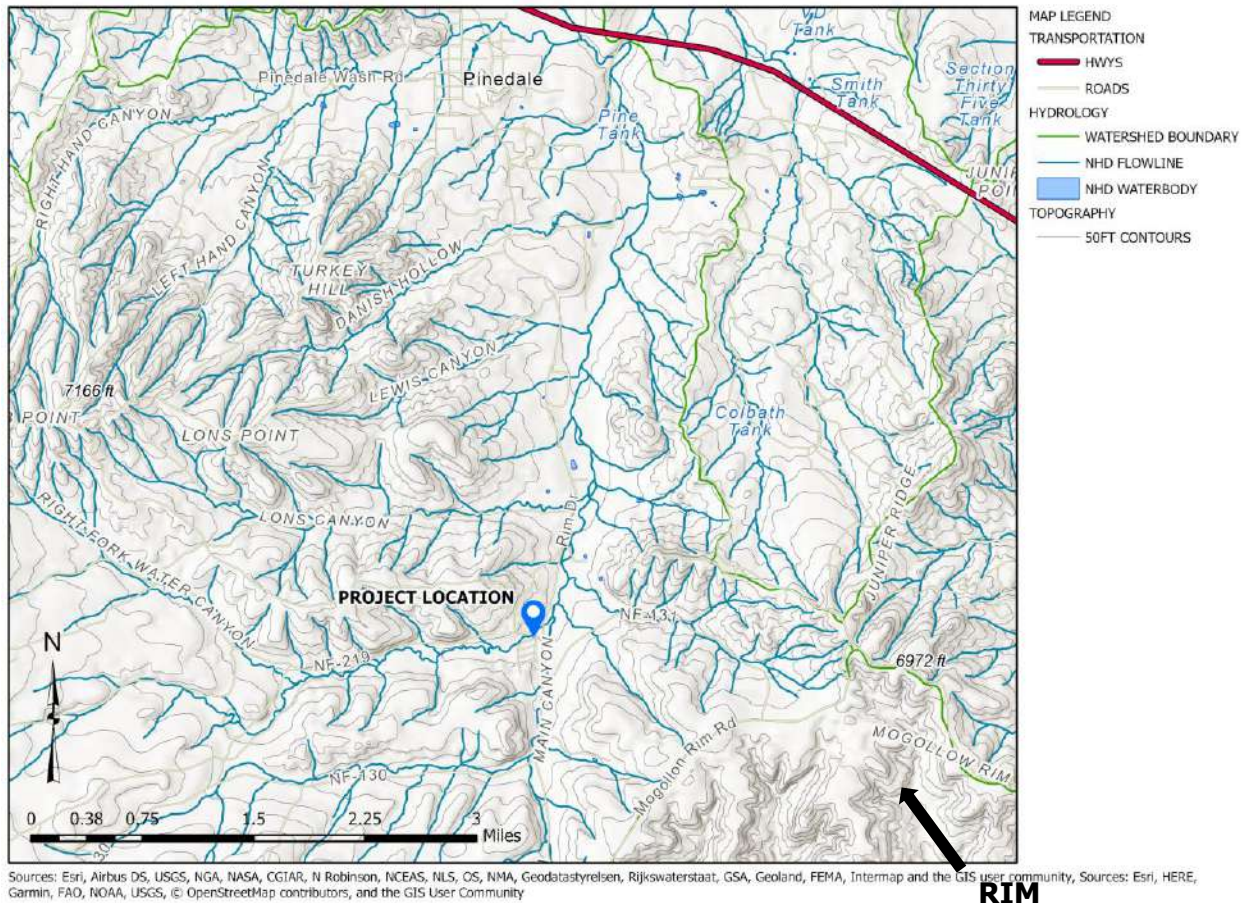 MAP LEGEND
TRANSPORTATION
HWYS
ROADS
HYDROLOGY
WATERSHED BOUNDARY
NHD FLOWLINE
NHD WATERBODY
TOPOGRAPHY
50FT CONTOURS
Tank
Pinedale Wash Rd
Pinedale
Smith
Tank
Section
Thirty
Five
Tank
Pine
Tank
RIGHT HAND CANYON
LEFT HAND CANYON
TURKEY
HILL
DANISH HOLLOW
7166 ft
POINT
LEWIS CANYON
LONS POINT
Colbath
Tank
RIGHT FORK WATER CANYON
LONS CANYON
Rim Dr
JUNIPER RIDGE
PROJECT LOCATION
NF-131
NF-219
MAIN CANYON
6972 ft
N
MOGOLLOW RIM
Mogollon Rim Rd
NF-130
0 0.38 0.75 1.5 2.25 3
Miles
Sources: Esri, Airbus DS, USGS, NGA, NASA, CGIAR, N Robinson, NCEAS, NLS, OS, NMA, Geodatastyrelsen, Rijkswaterstaat, GSA, Geoland, FEMA, Intermap and the GIS user community, Sources: Esri, HERE,
Garmin, FAO, NOAA, USGS, © OpenStreetMap contributors, and the GIS User Community
RIM